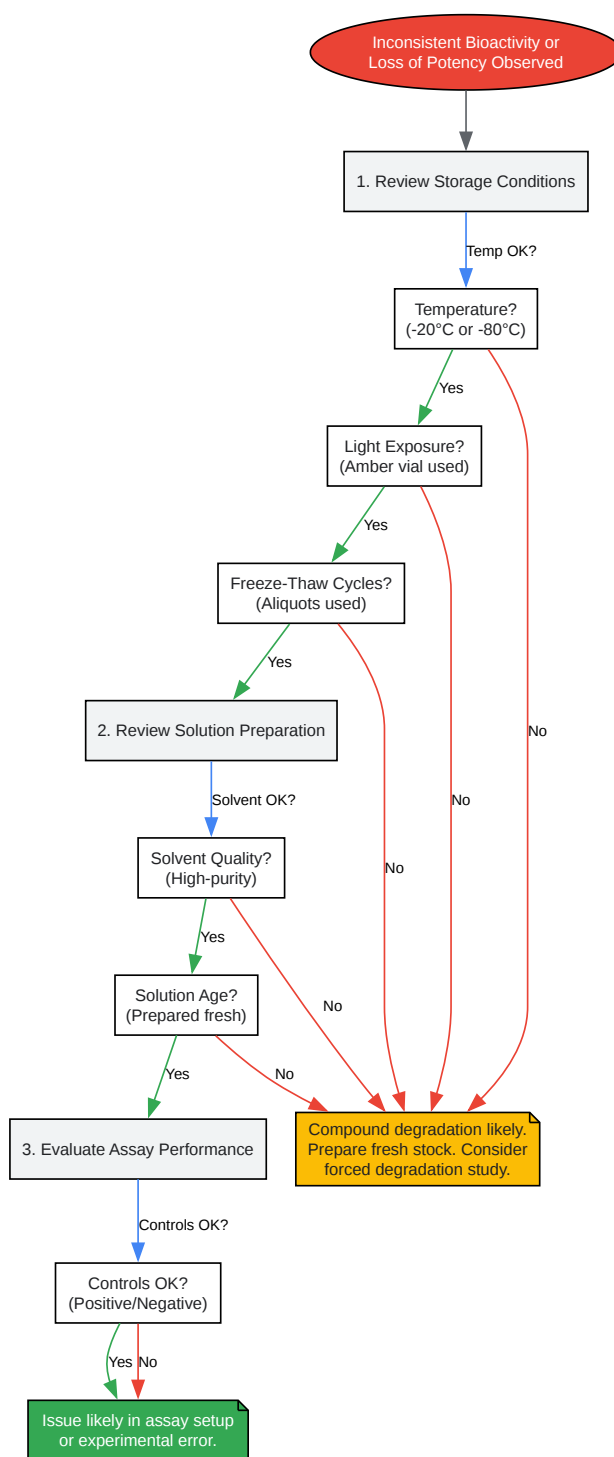 Inconsistent Bioactivity or
Loss of Potency Observed
1. Review Storage Conditions
Temp OK?
Temperature?
(-20°C or -80°C)
Yes
Light Exposure?
(Amber vial used)
Yes
Freeze-Thaw Cycles?
(Aliquots used)
Yes
2. Review Solution Preparation
No
Solvent OK?
No
Solvent Quality?
(High-purity)
No
Yes
Solution Age?
(Prepared fresh)
No
Yes
No
Compound degradation likely.
Prepare fresh stock. Consider
forced degradation study.
3. Evaluate Assay Performance
Controls OK?
Controls OK?
(Positive/Negative)
Yes
No
Issue likely in assay setup
or experimental error.